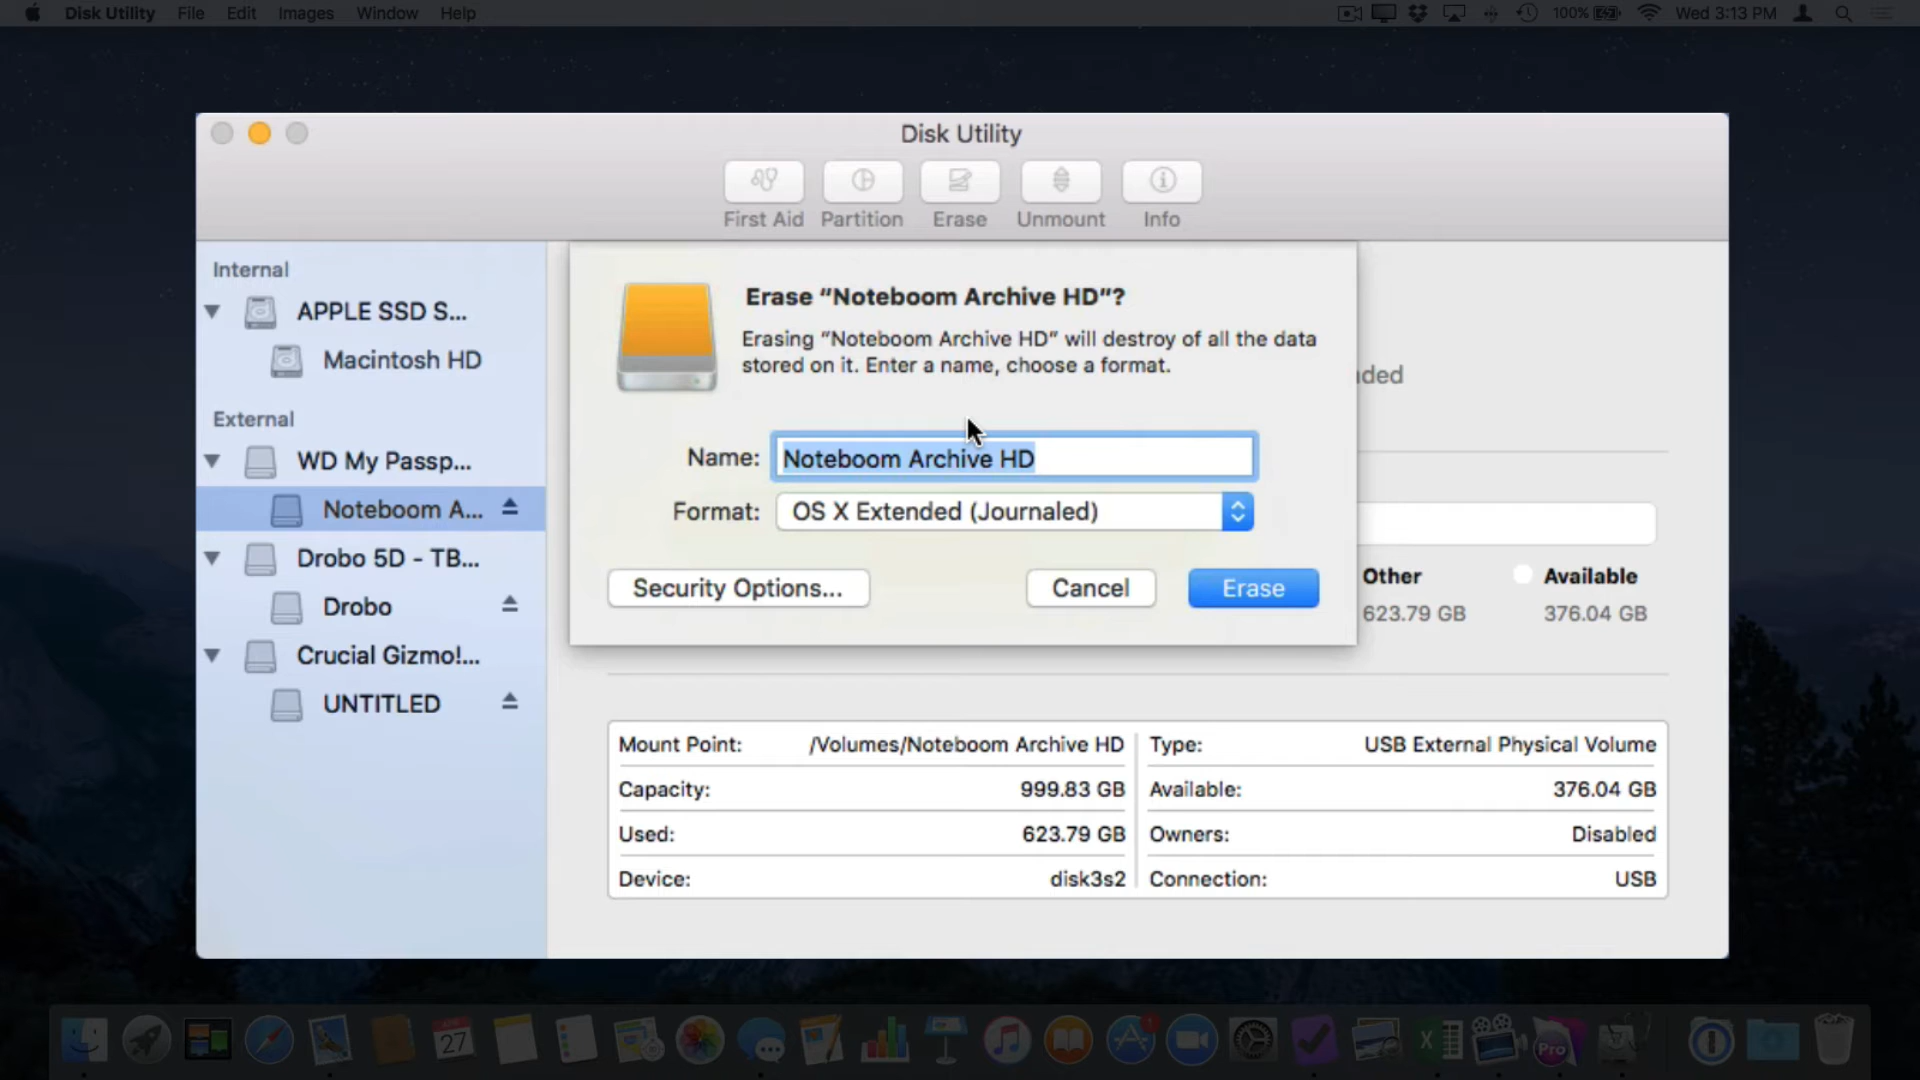 Disk Utility File Edit Images Window Help 100% Wed 3:13 PM
Disk Utility
First Aid Partition Erase Unmount Info
Internal
APPLE SSD S...
Macintosh HD
External
WD My Passp...
Noteboom A...
Drobo 5D - TB...
Drobo
Crucial Gizmo!...
UNTITLED
Erase “Noteboom Archive HD”?
Erasing “Noteboom Archive HD” will destroy of all the data
stored on it. Enter a name, choose a format.
Name: Noteboom Archive HD
Format: OS X Extended (Journaled)
Security Options... Cancel Erase
nded
Other Available
623.79 GB 376.04 GB
Mount Point: /Volumes/Noteboom Archive HD Type: USB External Physical Volume
Capacity: 999.83 GB Available: 376.04 GB
Used: 623.79 GB Owners: Disabled
Device: disk3s2 Connection: USB
27
Pro